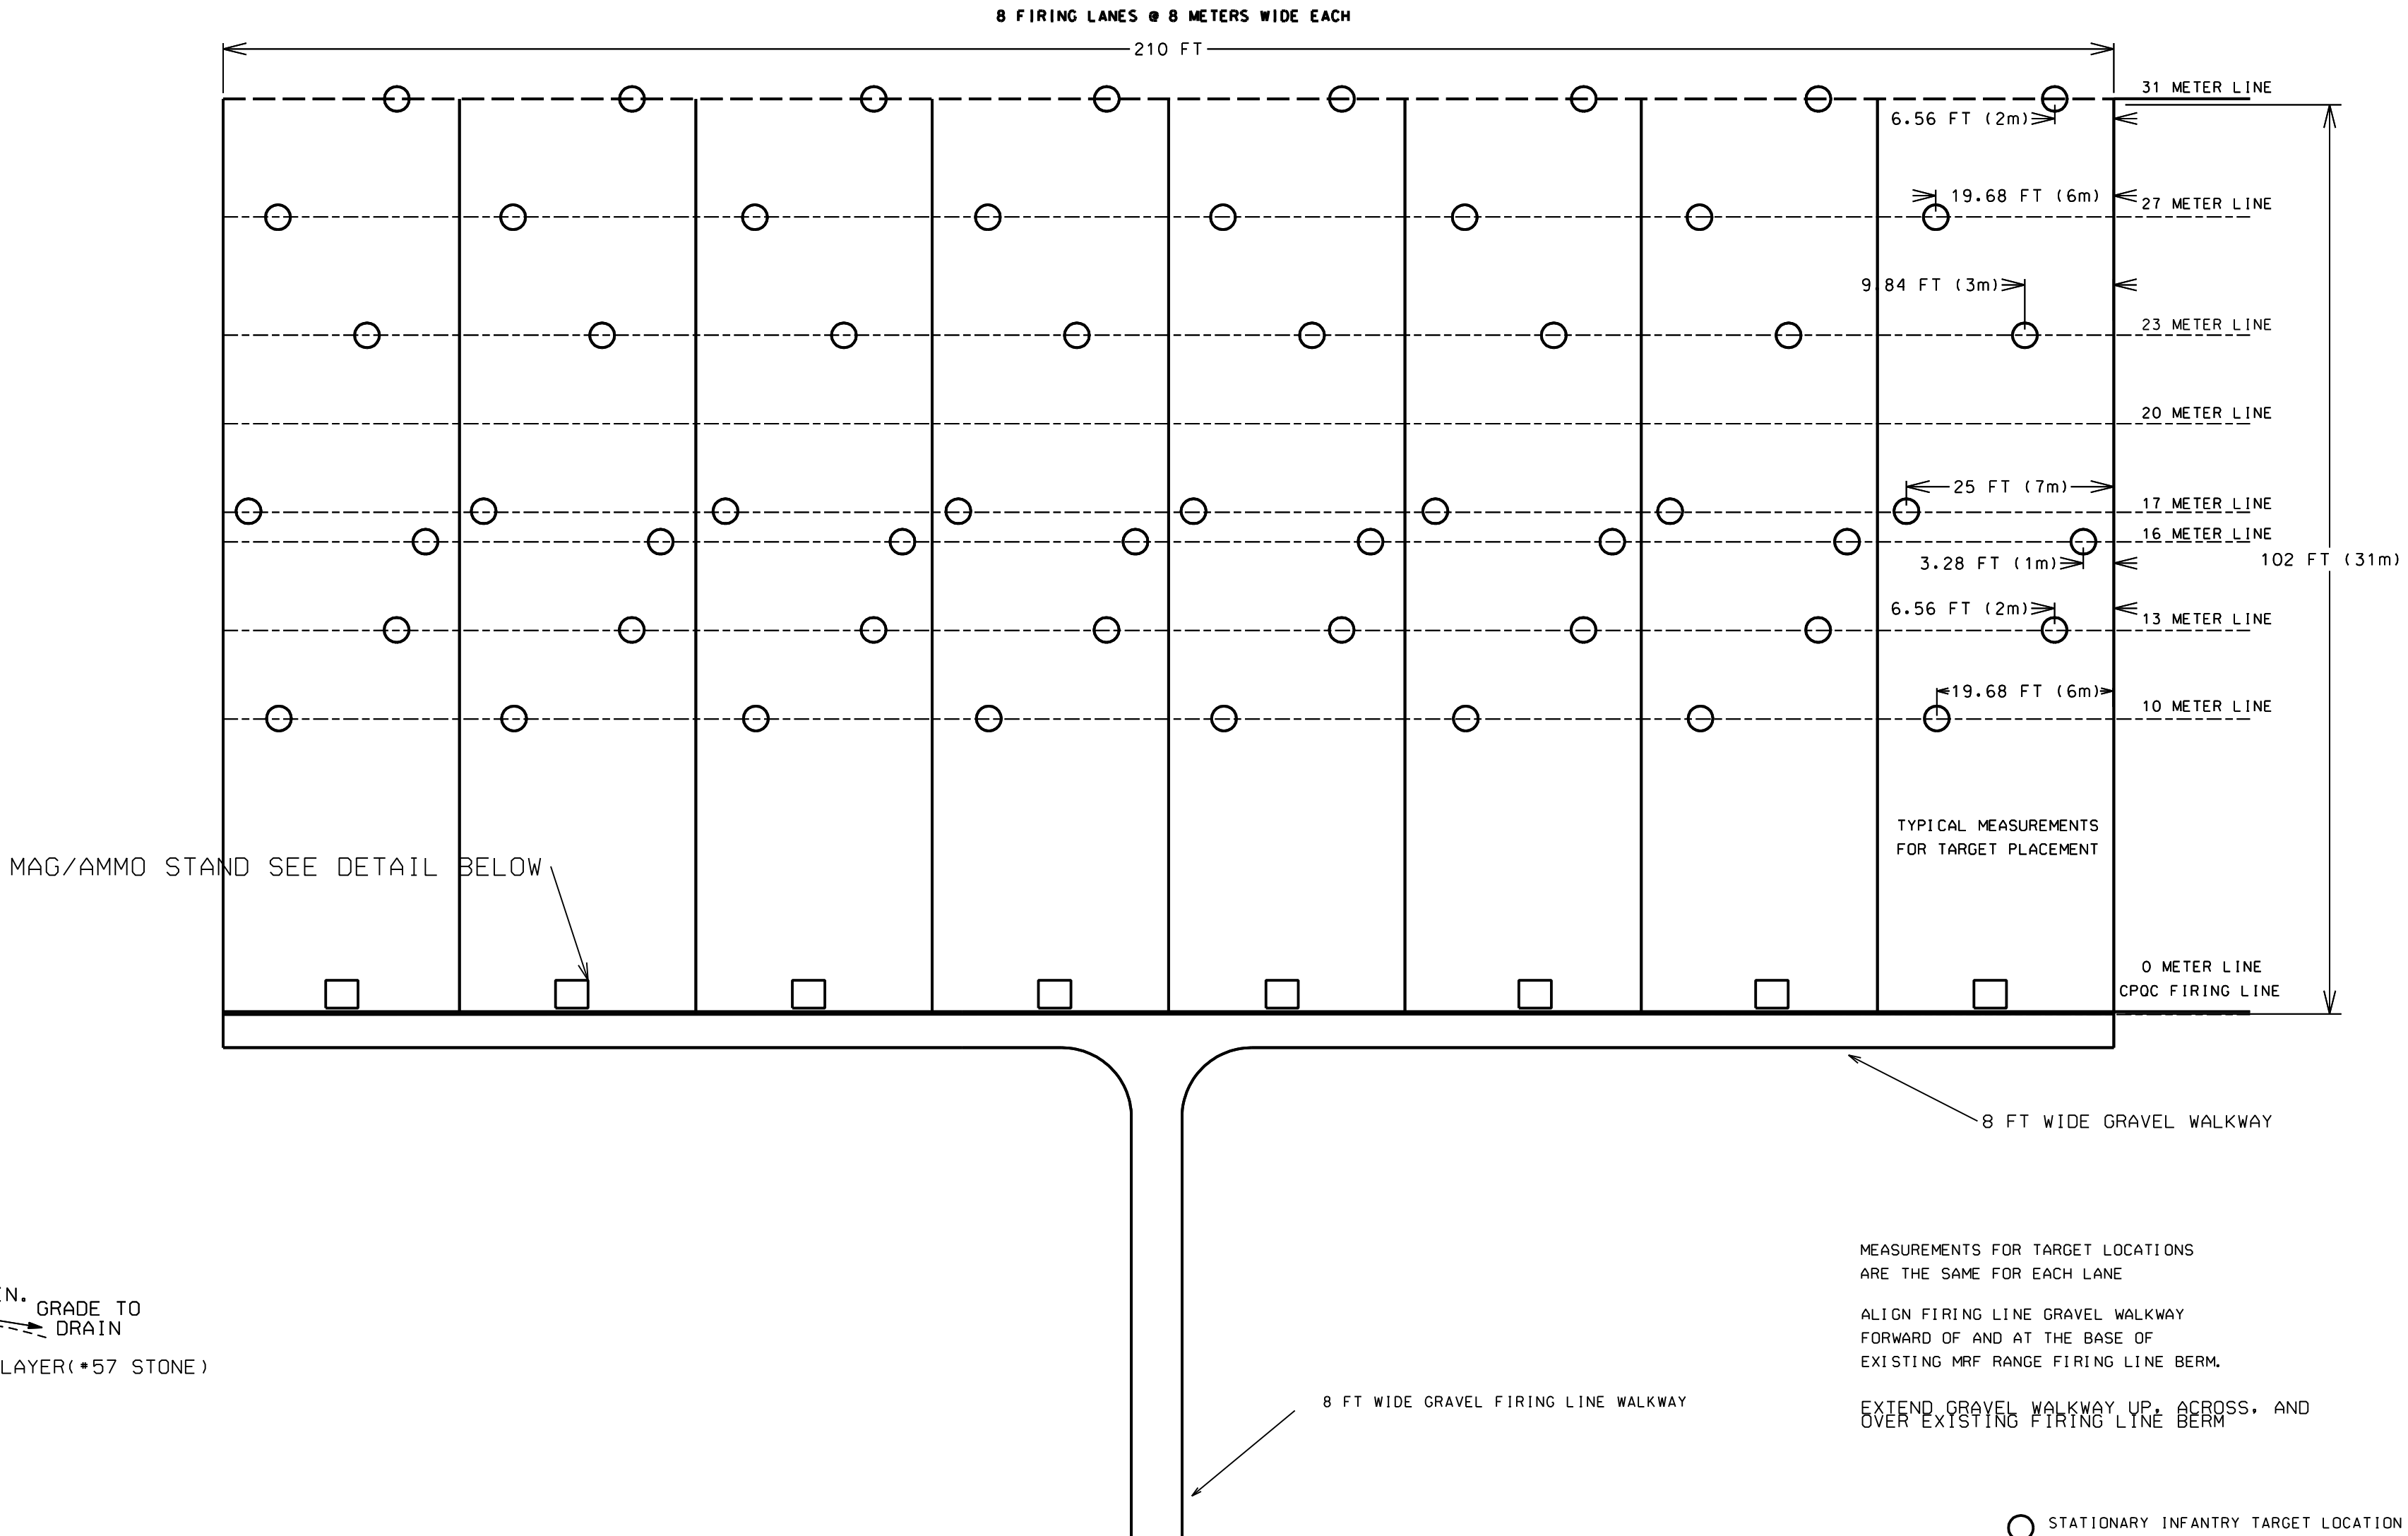 8 FIRING LANES @ 8 METERS WIDE EACH
210 FT
31 METER LINE
6.56 FT (2m)
19.68 FT (6m)
27 METER LINE
9.84 FT (3m)
23 METER LINE
20 METER LINE
25 FT (7m)
17 METER LINE
16 METER LINE
102 FT (31m)
3.28 FT (1m)
6.56 FT (2m)
13 METER LINE
19.68 FT (6m)
10 METER LINE
TYPICAL MEASUREMENTS
FOR TARGET PLACEMENT
MAG/AMMO STAND SEE DETAIL BELOW
0 METER LINE
CPQC FIRING LINE
8 FT WIDE GRAVEL WALKWAY
MEASUREMENTS FOR TARGET LOCATIONS
ARE THE SAME FOR EACH LANE
GRADE TO
DRAIN
ALIGN FIRING LINE GRAVEL WALKWAY
FORWARD OF AND AT THE BASE OF
EXISTING MRF RANGE FIRING LINE BERM.
LAYER(#57 STONE)
8 FT WIDE GRAVEL FIRING LINE WALKWAY
EXTEND GRAVEL WALKWAY UP, ACROSS, AND
OVER EXISTING FIRING LINE BERM
STATIONARY INFANTRY TARGET LOCATION